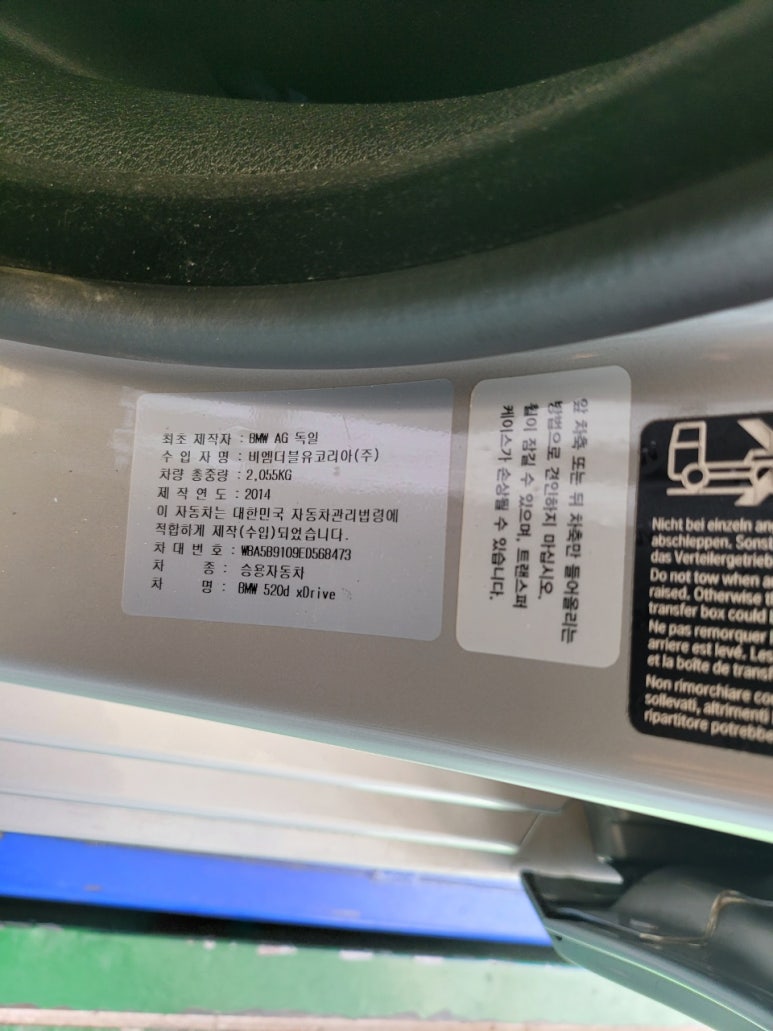 최초 제작자 : BMW AG 독일
수 입 자 명 : 비엠더블유코리아(주)
차량 총중량 : 2,055KG
제 작 연 도 : 2014
이 자동차는 대한민국 자동차관리법령에
적합하게 제작(수입)되었습니다.
차 대 번 호 : WBA5B9109ED568473
차 종 : 승용자동차
차 명 : BMW 520d xDrive
앞 차축 또는 뒤 차축만 들어올리는
방법으로 견인하지 마십시오.
휠이 잠길 수 있으며, 트랜스퍼
케이스가 손상될 수 있습니다.
Nicht bei einzeln an
abschleppen. Sonst
das Verteilergetrieb
Do not tow when a
raised. Otherwise th
transfer box could b
Ne pas remorquer
arriere est levé. Les
et la boîte de transf
Non rimorchiare co
sollevati, altrimenti
ripartitore potrebbe